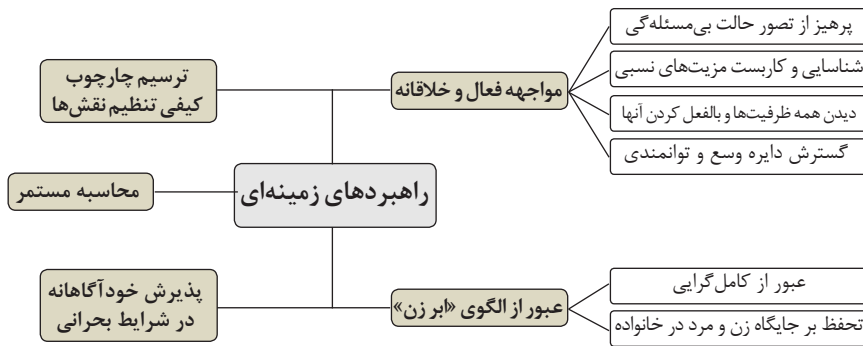 پرهیز از تصور حالت بی‌مسئله‌گی
شناسایی و کاربست مزیت‌های نسبی
دیدن همه ظرفیت‌ها و بالفعل کردن آنها
گسترش دایره وسع و توانمندی
مواجهه فعال و خلاقانه
ترسیم چارچوب
کیفی تنظیم نقش‌ها
راهبردهای زمینه‌ای
محاسبه مستمر
عبور از کامل‌گرایی
تحفظ بر جایگاه زن و مرد در خانواده
عبور از الگوی «ابر زن»
پذیرش خودآگاهانه
در شرایط بحرانی